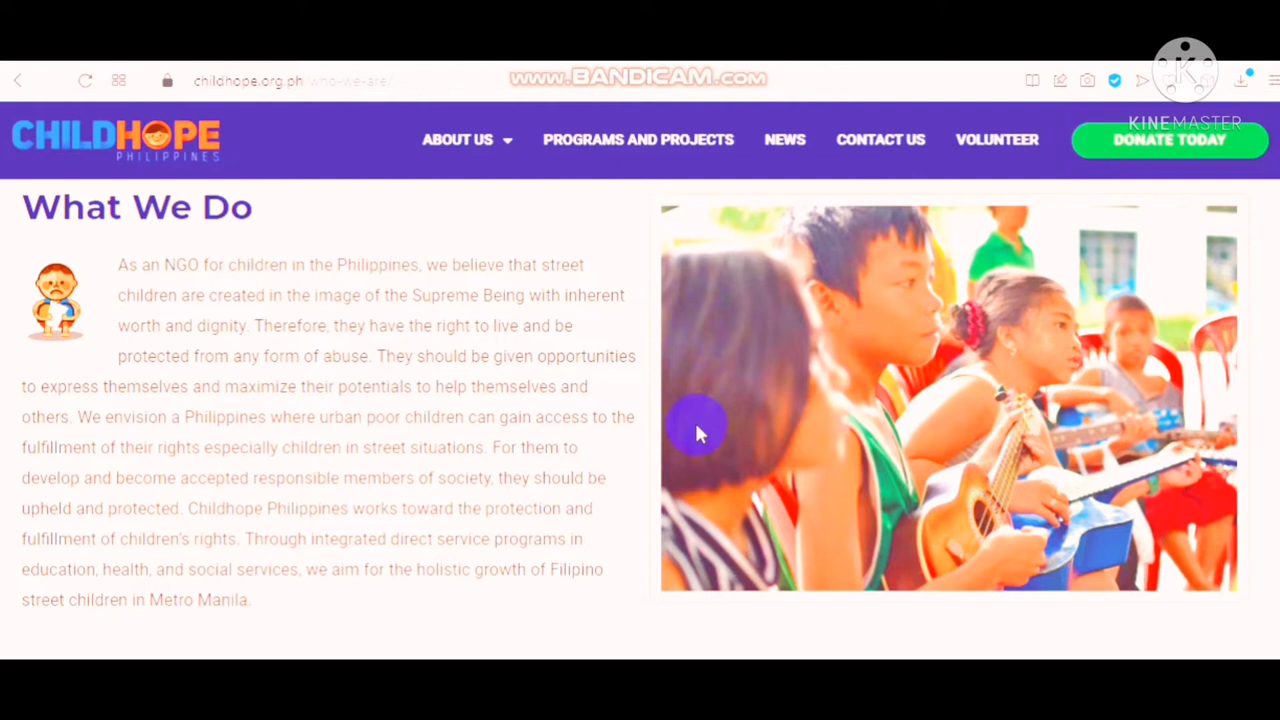 www.BANDICAM.com
childhope.org.ph/who-we-are/
KINEMASTER
CHILDHOPE
PHILIPPINES
ABOUT US
PROGRAMS AND PROJECTS
NEWS
CONTACT US
VOLUNTEER
DONATE TODAY
What We Do
As an NGO for children in the Philippines, we believe that street
children are created in the image of the Supreme Being with inherent
worth and dignity. Therefore, they have the right to live and be
protected from any form of abuse. They should be given opportunities
to express themselves and maximize their potentials to help themselves and
others. We envision a Philippines where urban poor children can gain access to the
fulfillment of their rights especially children in street situations. For them to
develop and become accepted responsible members of society, they should be
upheld and protected. Childhope Philippines works toward the protection and
fulfillment of children's rights. Through integrated direct service programs in
education, health, and social services, we aim for the holistic growth of Filipino
street children in Metro Manila.